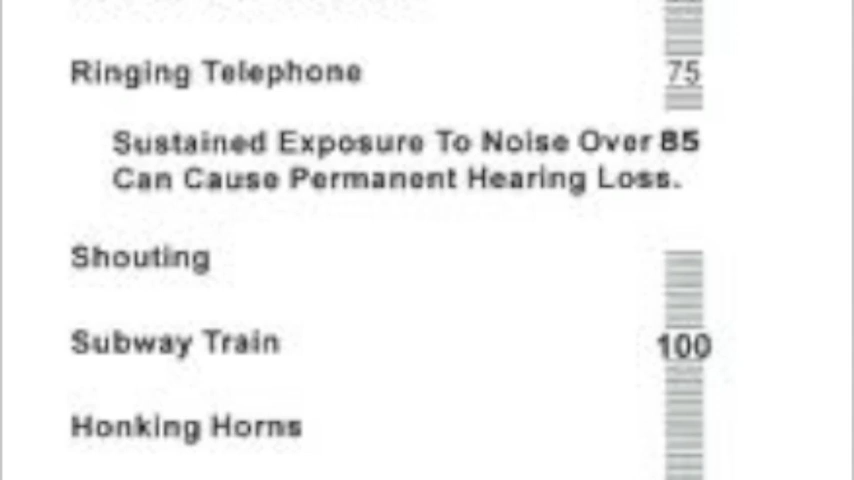 Ringing Telephone 75
Sustained Exposure To Noise Over 85
Can Cause Permanent Hearing Loss.
Shouting
Subway Train 100
Honking Horns